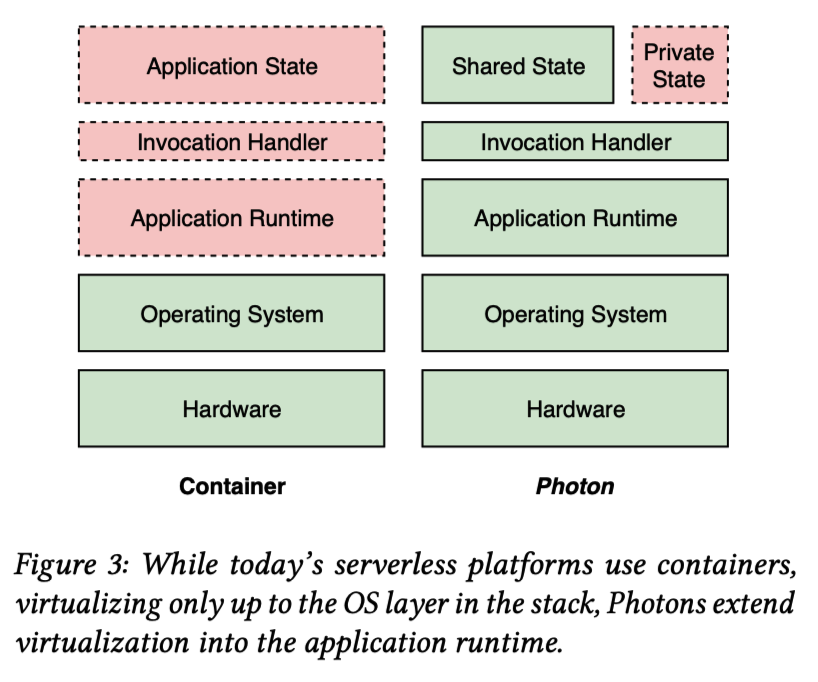 Application State
Shared State
Private
State
Invocation Handler
Invocation Handler
Application Runtime
Application Runtime
Operating System
Operating System
Hardware
Hardware
Container
Photon
Figure 3: While today's serverless platforms use containers,
virtualizing only up to the OS layer in the stack, Photons extend
virtualization into the application runtime.